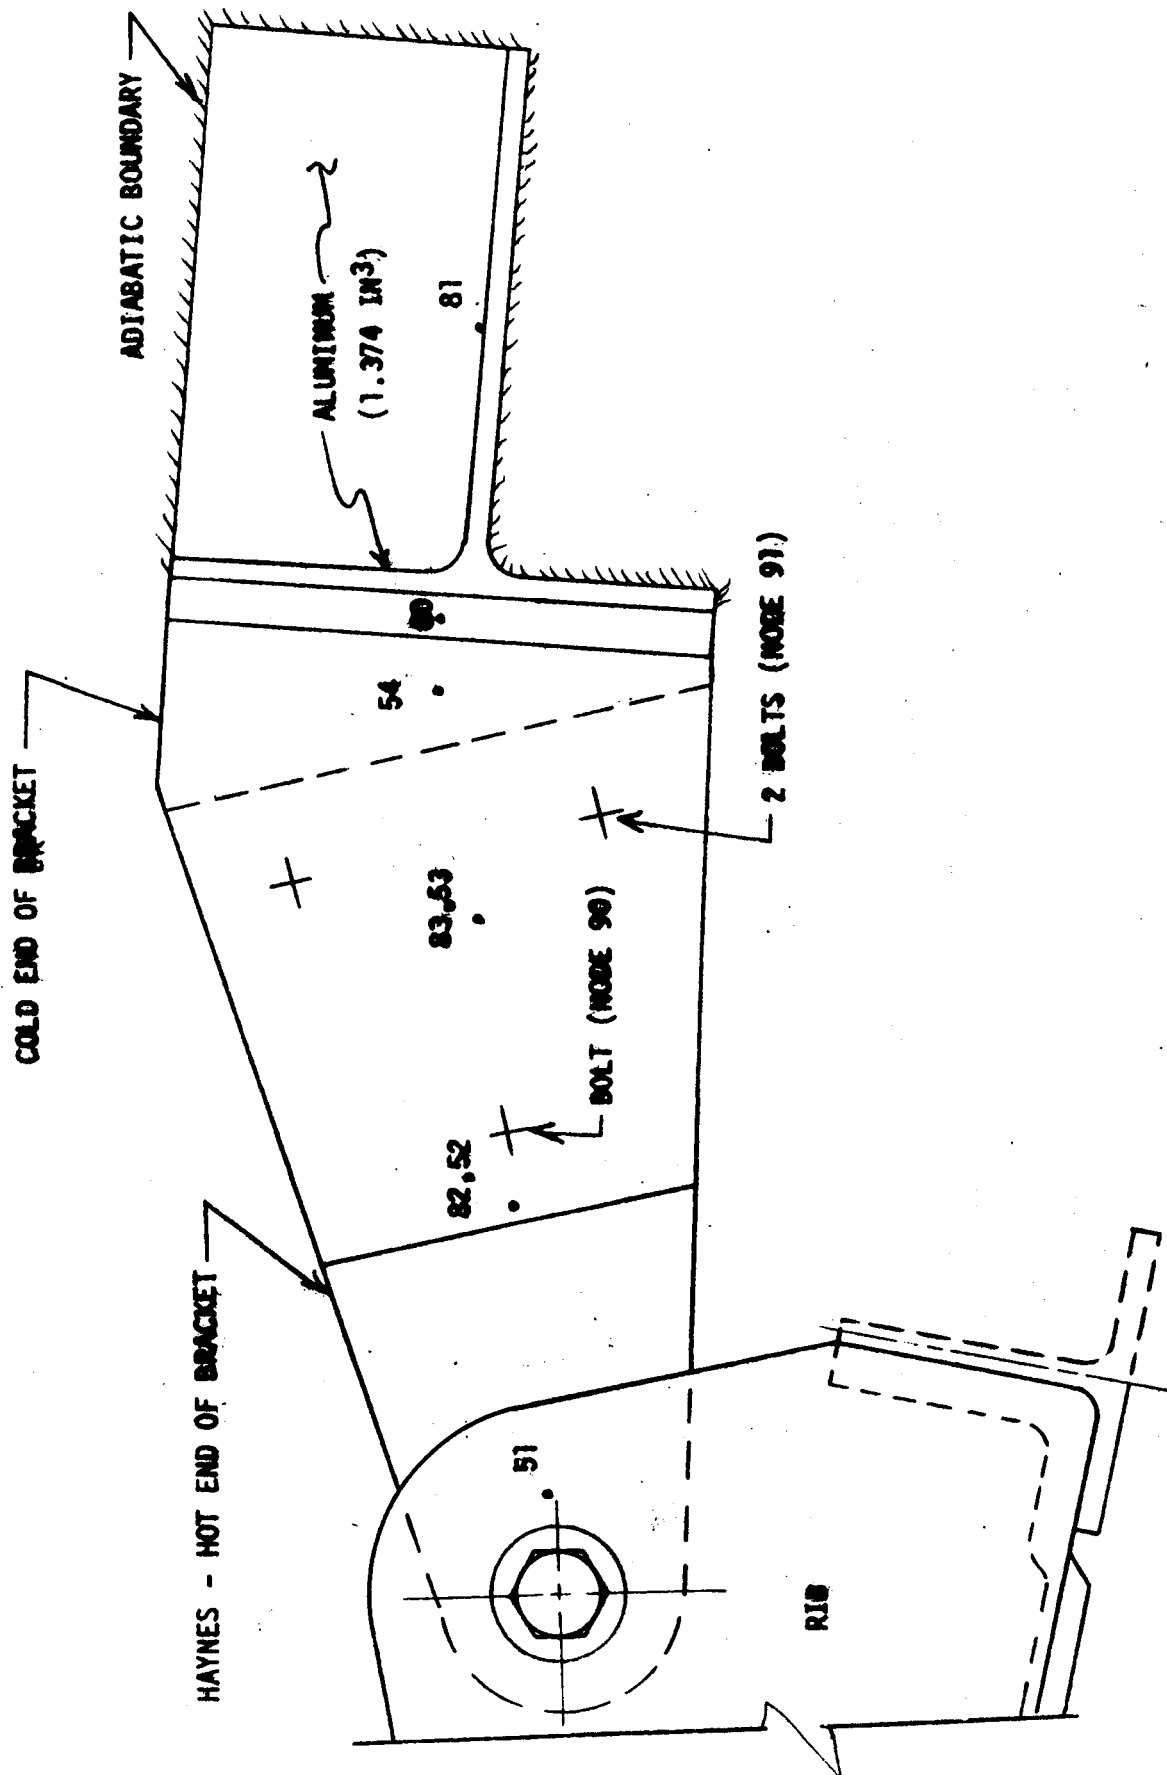 ADIABATIC BOUNDARY
COLD END OF BRACKET
HAYNES - HOT END OF BRACKET
ALUMINUM
(1.374 IN³)
81
80
54
83,53
82,52
51
2 BOLTS (NODE 91)
BOLT (NODE 90)
RIB